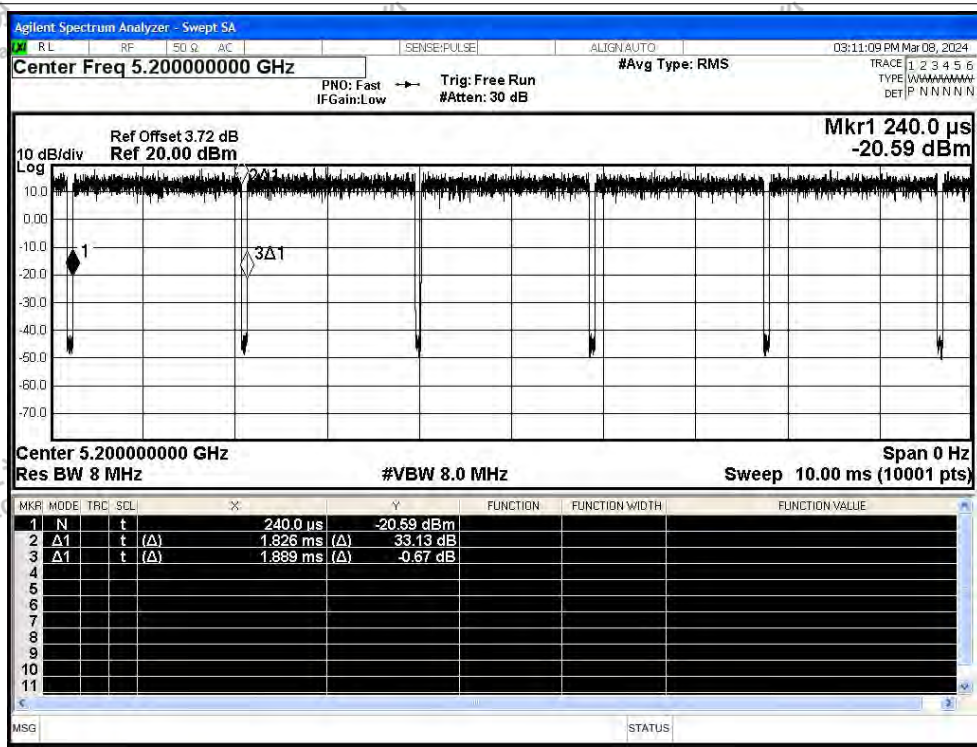 Agilent Spectrum Analyzer - Swept SA
RL RF 50 Ω AC SENSE:PULSE ALIGN AUTO 03:11:09 PM Mar 08, 2024
Center Freq 5.200000000 GHz
#Avg Type: RMS
TRACE 1 2 3 4 5 6
TYPE WWWWWW
DET P N N N N N
PNO: Fast
IFGain:Low
Trig: Free Run
#Atten: 30 dB
Mkr1 240.0 µs
-20.59 dBm
Ref Offset 3.72 dB
10 dB/div Ref 20.00 dBm
Log
10.0
0.00
-10.0
-20.0
-30.0
-40.0
-50.0
-60.0
-70.0
2Δ1
1
3Δ1
Center 5.200000000 GHz Span 0 Hz
Res BW 8 MHz #VBW 8.0 MHz Sweep 10.00 ms (10001 pts)
MKR MODE TRC SCL X Y FUNCTION FUNCTION WIDTH FUNCTION VALUE
1 N t 240.0 µs -20.59 dBm
2 Δ1 t (Δ) 1.826 ms (Δ) 33.13 dB
3 Δ1 t (Δ) 1.889 ms (Δ) -0.67 dB
4
5
6
7
8
9
10
11
MSG STATUS